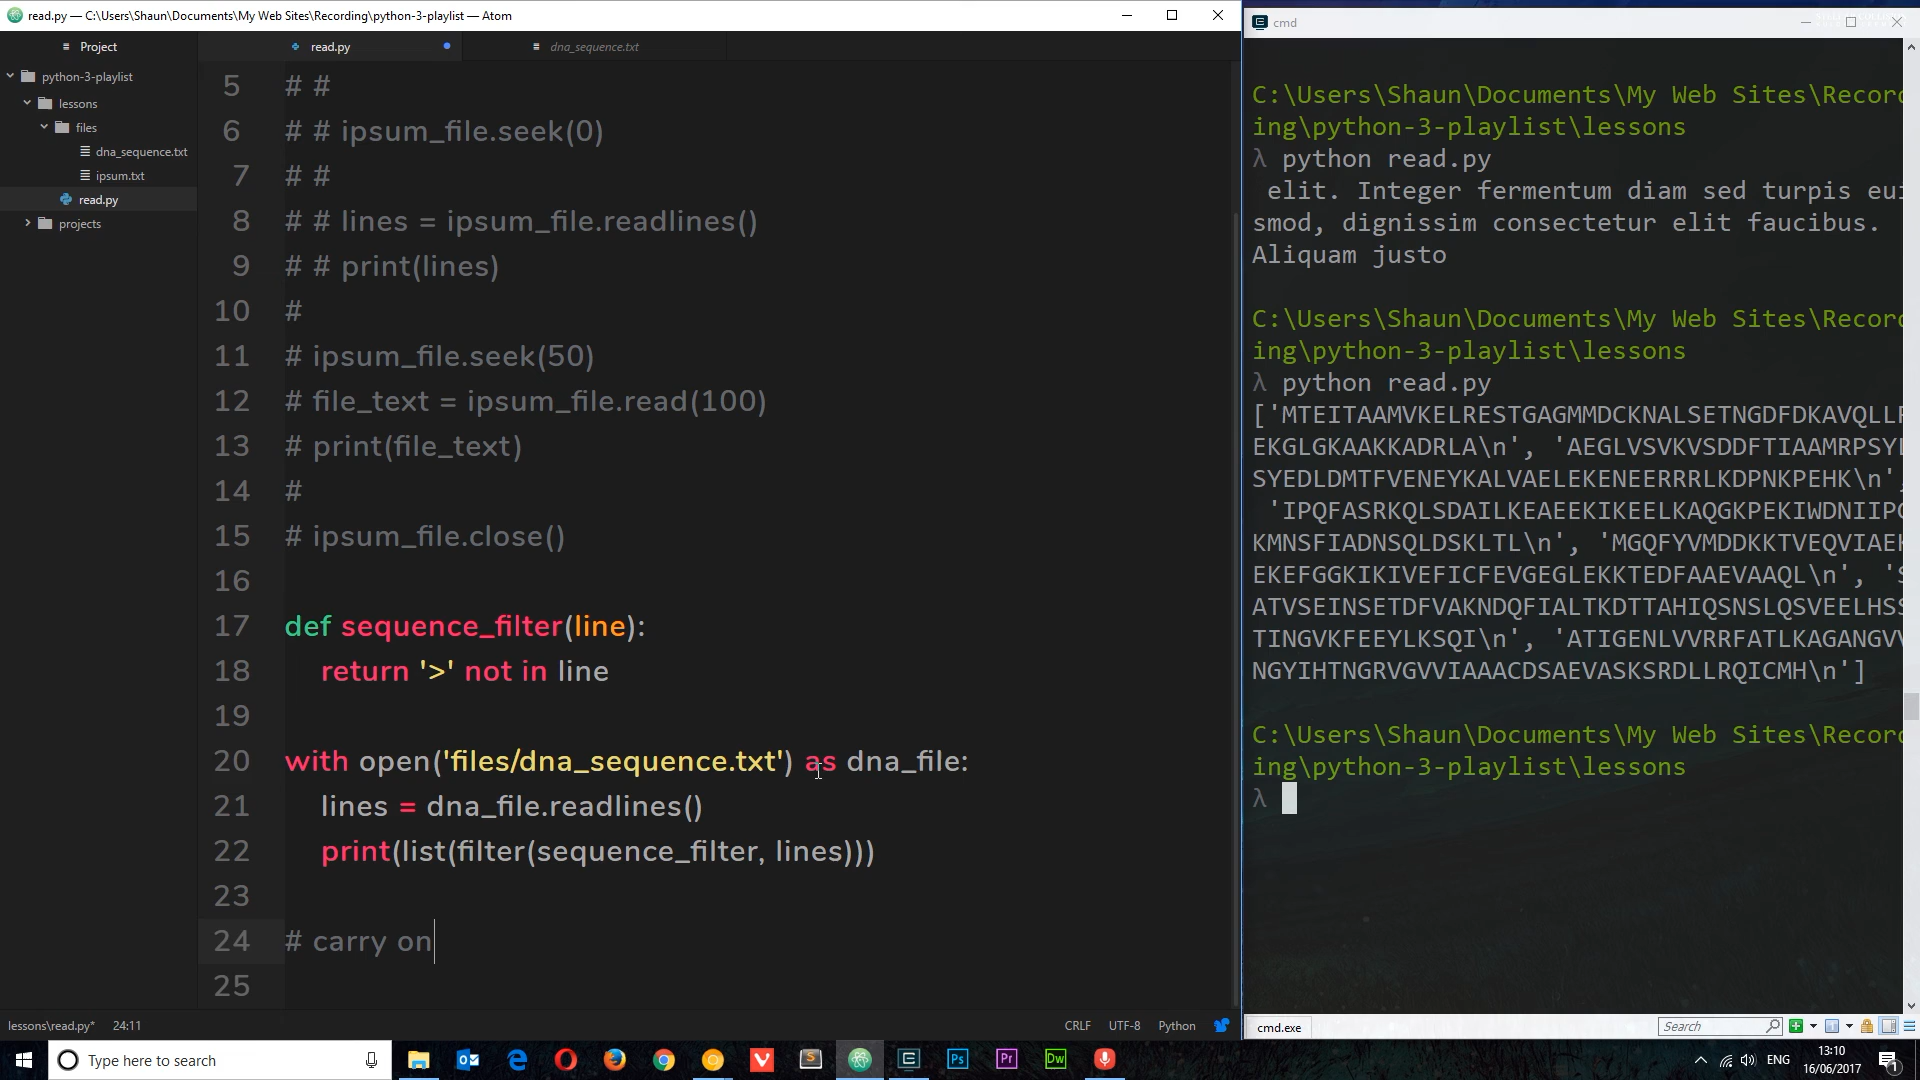 read.py — C:\Users\Shaun\Documents\My Web Sites\Recording\python-3-playlist — Atom
Project
python-3-playlist
lessons
files
dna_sequence.txt
ipsum.txt
read.py
projects
read.py
dna_sequence.txt
5 # #
6 # # ipsum_file.seek(0)
7 # #
8 # # lines = ipsum_file.readlines()
9 # # print(lines)
10 #
11 # ipsum_file.seek(50)
12 # file_text = ipsum_file.read(100)
13 # print(file_text)
14 #
15 # ipsum_file.close()
16
17 def sequence_filter(line):
18 return '>' not in line
19
20 with open('files/dna_sequence.txt') as dna_file:
21 lines = dna_file.readlines()
22 print(list(filter(sequence_filter, lines)))
23
24 # carry on
25
lessons\read.py* 24:11
CRLF UTF-8 Python
cmd
C:\Users\Shaun\Documents\My Web Sites\Record
ing\python-3-playlist\lessons
λ python read.py
elit. Integer fermentum diam sed turpis eui
smod, dignissim consectetur elit faucibus.
Aliquam justo
C:\Users\Shaun\Documents\My Web Sites\Record
ing\python-3-playlist\lessons
λ python read.py
['MTEITAAMVKELRESTGAGMMDCKNALSETNGDFDKAVQLLR
EKGLGKAAKKADRLA\n', 'AEGLVSVKVSDDFTIAAMRPSYL
SYEDLDMTFVENEYKALVAELEKENEERRRLKDPNKPEHK\n',
'IPQFASRKQLSDAILKEAEEKIKEELKAQGKPEKIWDNIIPG
KMNSFIADNSQLDSKLTL\n', 'MGQFYVMDDKKTVEQVIAEK
EKEFGGKIKIVEFICFEVGEGLEKKTEDFAAEVAAQL\n', 'S
ATVSEINSETDFVAKNDQFIALTKDTTAHIQSNSLQSVEELHSS
TINGVKFEEYLKSQI\n', 'ATIGENLVVRRFATLKAGANGVV
NGYIHTNGRVGVVIAAACDSAEVASKSRDLLRQICMH\n']
C:\Users\Shaun\Documents\My Web Sites\Record
ing\python-3-playlist\lessons
λ
cmd.exe
Search
Type here to search
ENG
13:10
16/06/2017